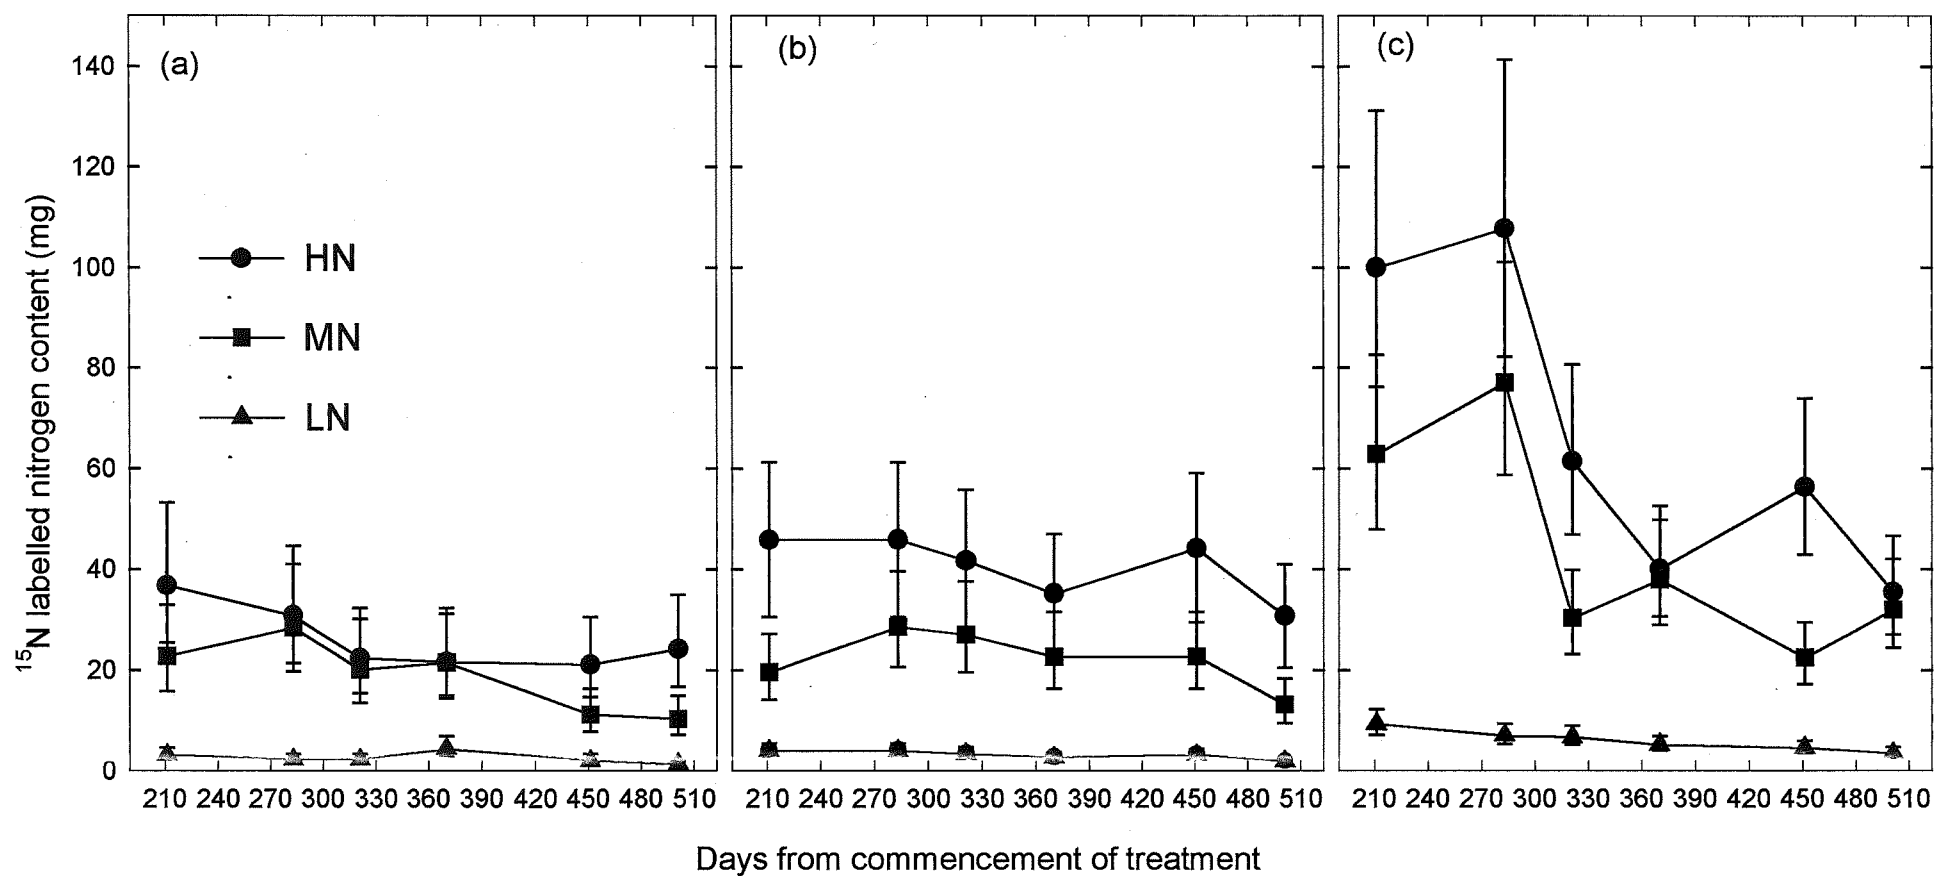 (a)
(b)
(c)
140
120
100
80
60
40
20
0
15N labelled nitrogen content (mg)
HN
MN
LN
210 240 270 300 330 360 390 420 450 480 510
210 240 270 300 330 360 390 420 450 480 510
210 240 270 300 330 360 390 420 450 480 510
Days from commencement of treatment